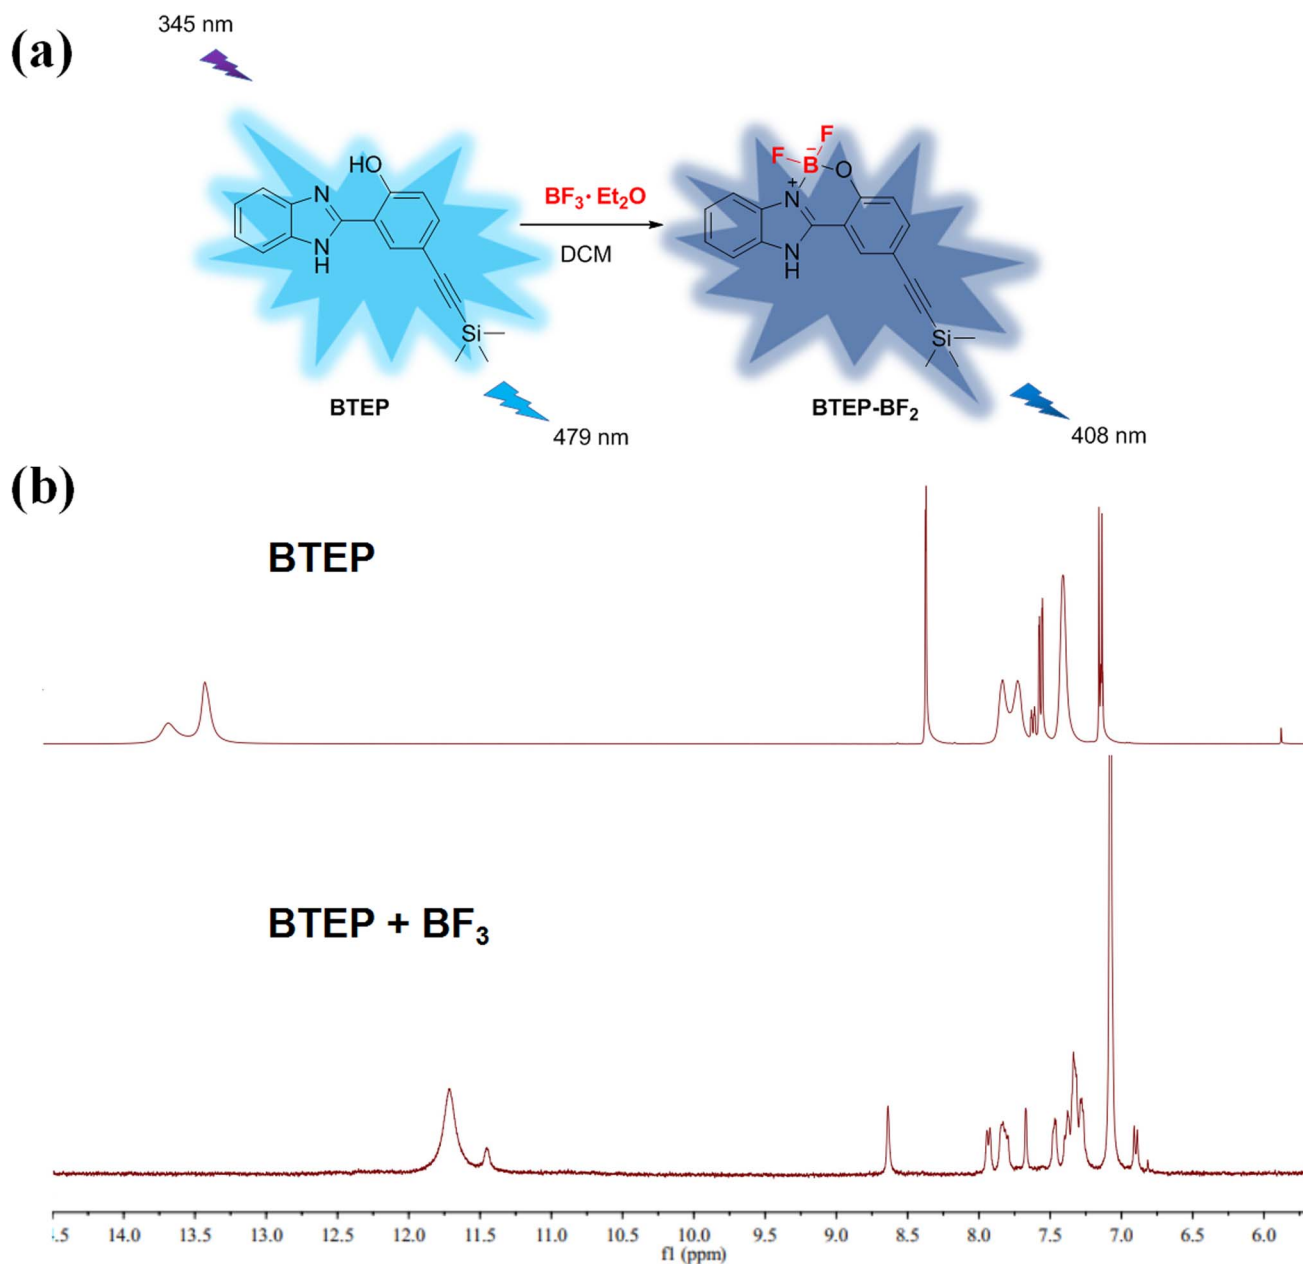 (a)
345 nm
HO
N
N
H
Si
BTEP
479 nm
BF₃· Et₂O
DCM
F
F
B
−
O
N
+
N
H
Si
BTEP-BF₂
408 nm
(b)
BTEP
BTEP + BF₃
.5 14.0 13.5 13.0 12.5 12.0 11.5 11.0 10.5 10.0 9.5 9.0 8.5 8.0 7.5 7.0 6.5 6.0
f1 (ppm)